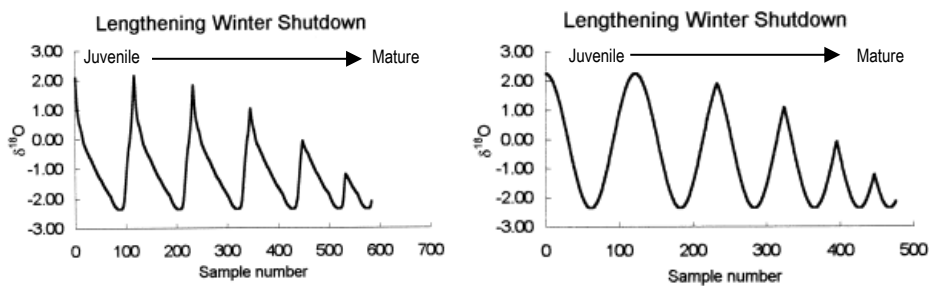 Lengthening Winter Shutdown
3.00
2.00
1.00
0.00
-1.00
-2.00
-3.00
δ18O
Juvenile
Mature
0
100
200
300
400
500
600
700
Sample number
Lengthening Winter Shutdown
3.00
2.00
1.00
0.00
-1.00
-2.00
-3.00
δ18O
Juvenile
Mature
0
100
200
300
400
500
Sample number